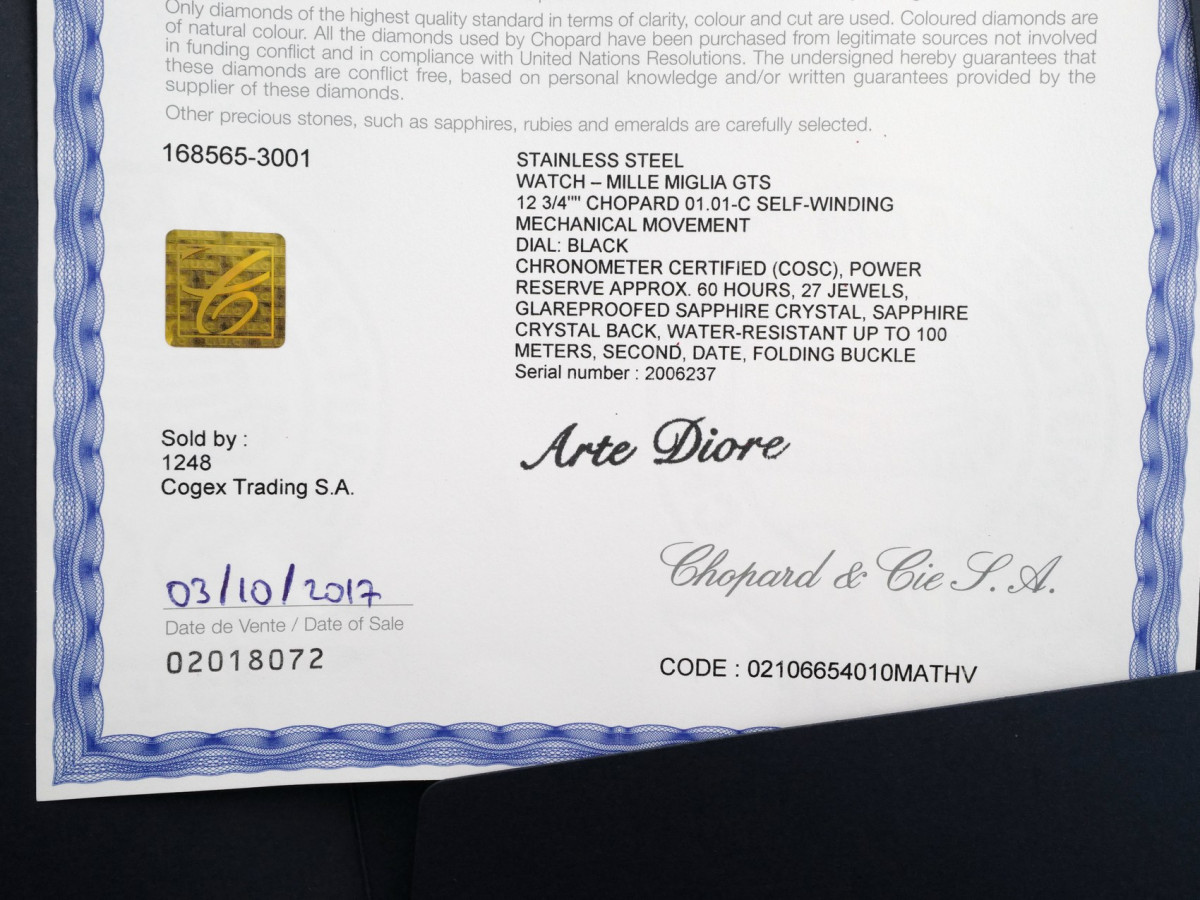 Only diamonds of the highest quality standard in terms of clarity, colour and cut are used. Coloured diamonds are
of natural colour. All the diamonds used by Chopard have been purchased from legitimate sources not involved
in funding conflict and in compliance with United Nations Resolutions. The undersigned hereby guarantees that
these diamonds are conflict free, based on personal knowledge and/or written guarantees provided by the
supplier of these diamonds.
Other precious stones, such as sapphires, rubies and emeralds are carefully selected.
168565-3001
STAINLESS STEEL
WATCH – MILLE MIGLIA GTS
12 3/4"" CHOPARD 01.01-C SELF-WINDING
MECHANICAL MOVEMENT
DIAL: BLACK
CHRONOMETER CERTIFIED (COSC), POWER
RESERVE APPROX. 60 HOURS, 27 JEWELS,
GLAREPROOFED SAPPHIRE CRYSTAL, SAPPHIRE
CRYSTAL BACK, WATER-RESISTANT UP TO 100
METERS, SECOND, DATE, FOLDING BUCKLE
Serial number : 2006237
Sold by :
1248
Cogex Trading S.A.
Arte Diore
03/10/2017
Date de Vente / Date of Sale
02018072
Chopard & Cie S.A.
CODE : 02106654010MATHV